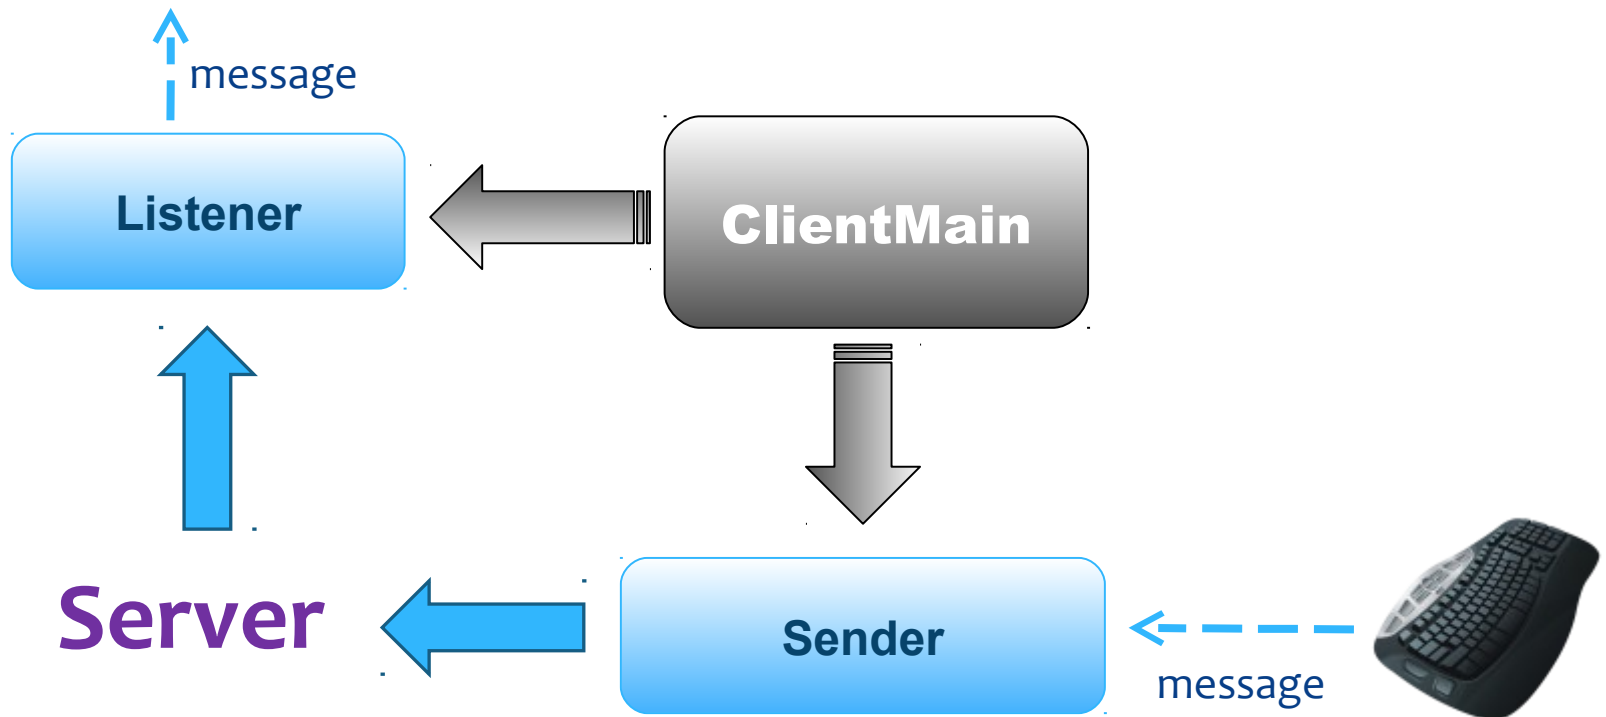 message
Listener
ClientMain
Server
Sender
message